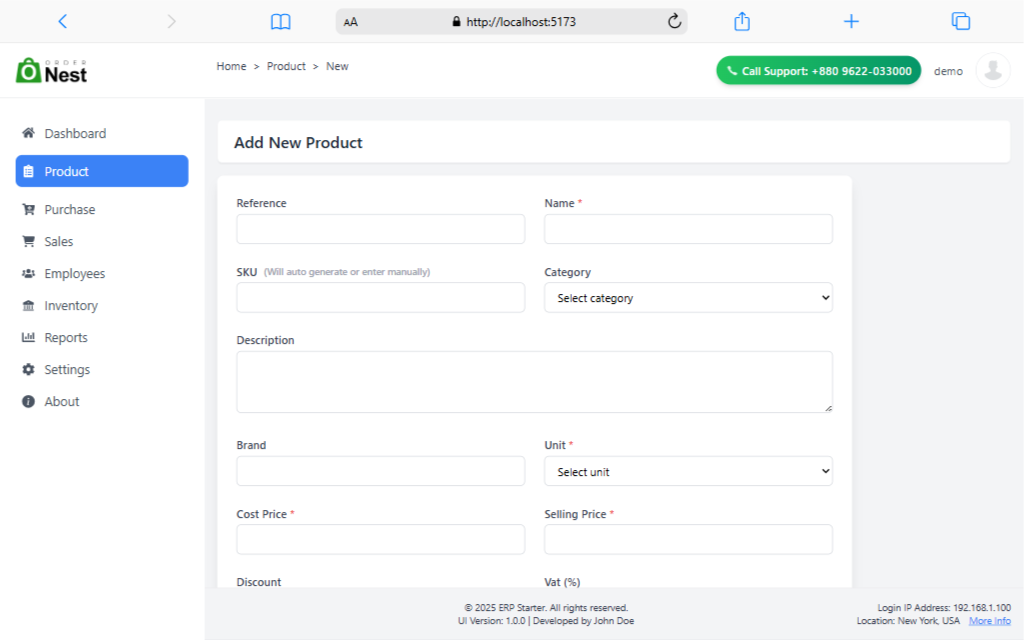 AA
http://localhost:5173
ORDER
Nest
Home > Product > New
Call Support: +880 9622-033000
demo
Dashboard
Product
Purchase
Sales
Employees
Inventory
Reports
Settings
About
Add New Product
Reference
Name *
SKU (Will auto generate or enter manually)
Category
Select category
Description
Brand
Unit *
Select unit
Cost Price *
Selling Price *
Discount
Vat (%)
© 2025 ERP Starter. All rights reserved.
UI Version: 1.0.0 | Developed by John Doe
Login IP Address: 192.168.1.100
Location: New York, USA More Info